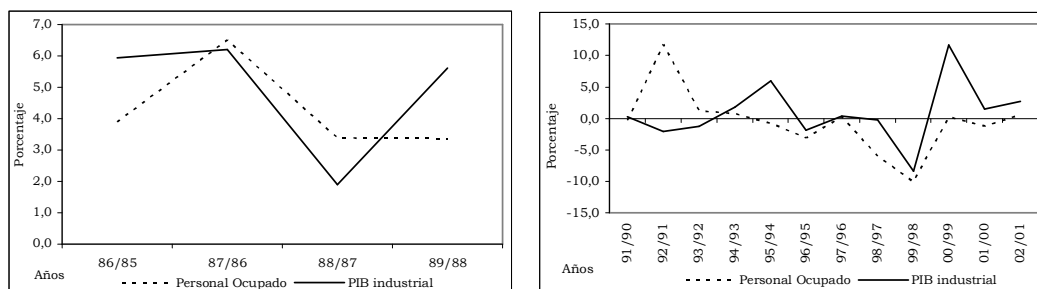 7,0
6,0
5,0
4,0
3,0
2,0
1,0
0,0
Porcentaje
86/85 87/86 88/87 89/88
Años
Personal Ocupado PIB industrial
15,0
10,0
5,0
0,0
-5,0
-10,0
-15,0
Porcentaje
91/90 92/91 93/92 94/93 95/94 96/95 97/96 98/97 99/98 00/99 01/00 02/01
Años
Personal Ocupado PIB industrial